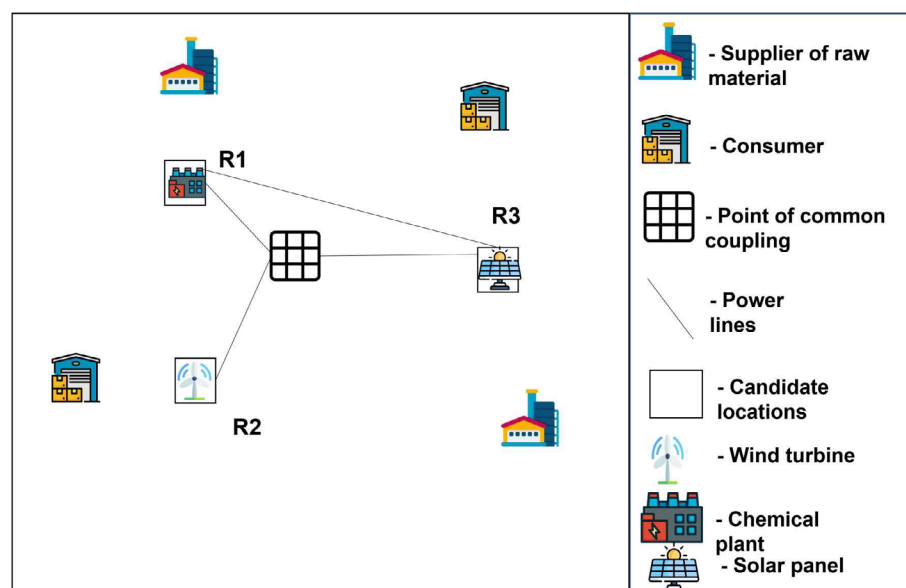 R1
R3
R2
- Supplier of raw
material
- Consumer
- Point of common
coupling
- Power
lines
- Candidate
locations
- Wind turbine
- Chemical
plant
- Solar panel